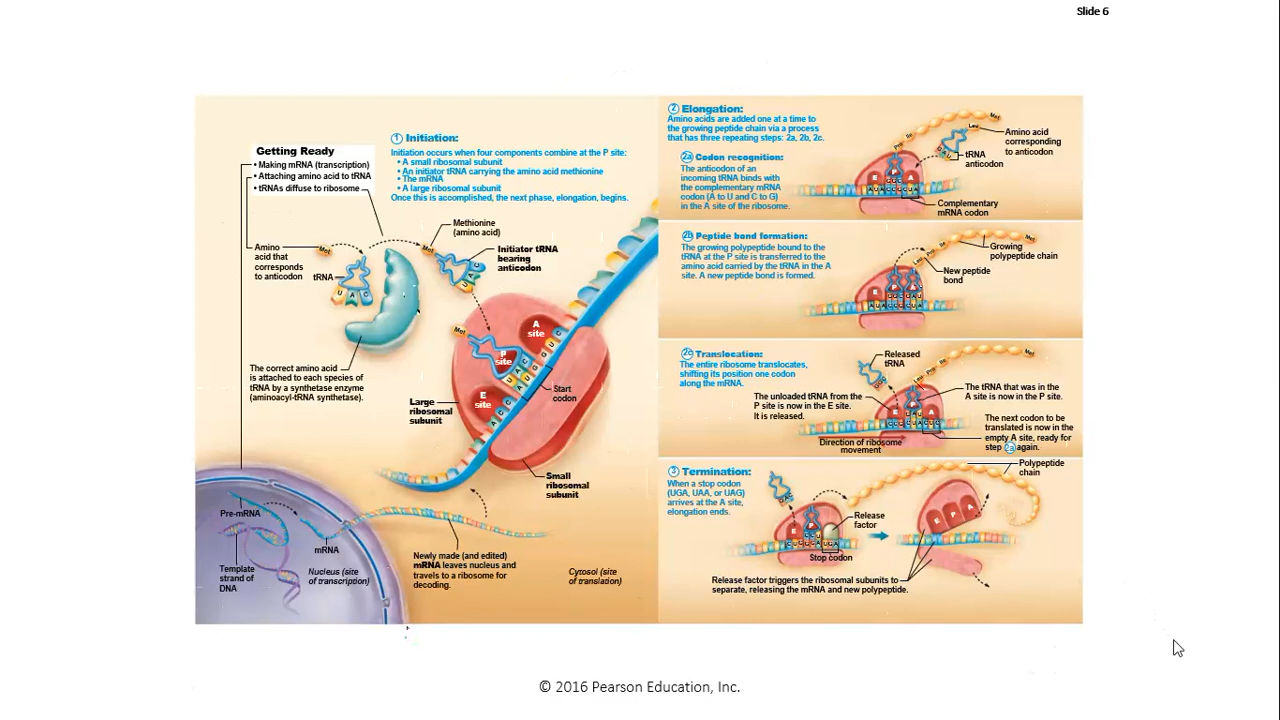 Slide 6
Getting Ready
• Making mRNA (transcription)
• Attaching amino acid to tRNA
• tRNAs diffuse to ribosome
1 Initiation:
Initiation occurs when four components combine at the P site:
• A small ribosomal subunit
• An initiator tRNA carrying the amino acid methionine
• The mRNA
• A large ribosomal subunit
Once this is accomplished, the next phase, elongation, begins.
Methionine
(amino acid)
Amino
acid that
corresponds
to anticodon
Met
Met
Initiator tRNA
bearing
anticodon
tRNA
U A C
U A C
Met
A
site
P
site
E
site
U A C
A U G
Start
codon
The correct amino acid
is attached to each species of
tRNA by a synthetase enzyme
(aminoacyl-tRNA synthetase).
Large
ribosomal
subunit
Small
ribosomal
subunit
Pre-mRNA
mRNA
Template
strand of
DNA
Nucleus (site
of transcription)
Newly made (and edited)
mRNA leaves nucleus and
travels to a ribosome for
decoding.
Cytosol (site
of translation)
2 Elongation:
Amino acids are added one at a time to
the growing peptide chain via a process
that has three repeating steps: 2a, 2b, 2c.
2a Codon recognition:
The anticodon of an
incoming tRNA binds with
the complementary mRNA
codon (A to U and C to G)
in the A site of the ribosome.
Met
Leu
Ile
Pro
Amino acid
corresponding
to anticodon
tRNA
anticodon
E P A
Complementary
mRNA codon
2b Peptide bond formation:
The growing polypeptide bound to the
tRNA at the P site is transferred to the
amino acid carried by the tRNA in the A
site. A new peptide bond is formed.
Met
Ile
Pro
Leu
Growing
polypeptide chain
New peptide
bond
E P A
2c Translocation:
The entire ribosome translocates,
shifting its position one codon
along the mRNA.
Released
tRNA
Met
Ile
Pro
The unloaded tRNA from the
P site is now in the E site.
It is released.
The tRNA that was in the
A site is now in the P site.
E P A
The next codon to be
translated is now in the
empty A site, ready for
step 2a again.
Direction of ribosome
movement
3 Termination:
When a stop codon
(UGA, UAA, or UAG)
arrives at the A site,
elongation ends.
Polypeptide
chain
Release
factor
E P
E P A
Stop codon
Release factor triggers the ribosomal subunits to
separate, releasing the mRNA and new polypeptide.
© 2016 Pearson Education, Inc.